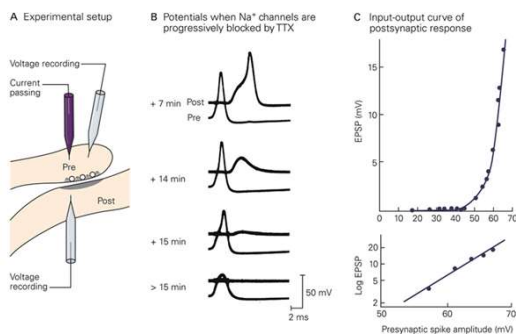 A Experimental setup
Voltage recording
Current
passing
Pre
Post
Voltage
recording
B Potentials when Na⁺ channels are
progressively blocked by TTX
+ 7 min
Post
Pre
+ 14 min
+ 15 min
> 15 min
50 mV
2 ms
C Input-output curve of
postsynaptic response
(mV)
15
10
5
EPSP
0 10 20 30 40 50 60 70
20
10
5
2
Log EPSP
50 60 70
Presynaptic spike amplitude (mV)
(mV)